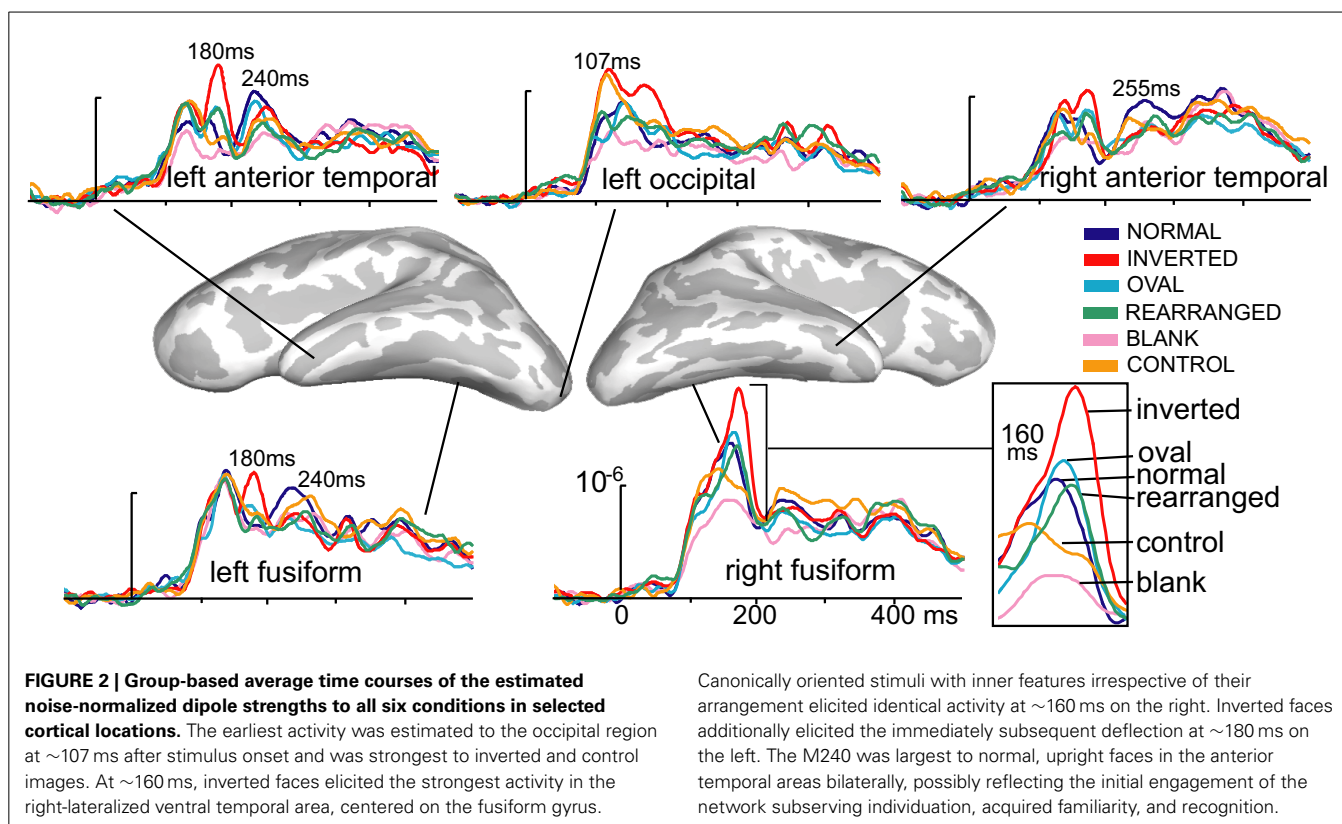 180ms
240ms
left anterior temporal
107ms
left occipital
255ms
right anterior temporal
NORMAL
INVERTED
OVAL
REARRANGED
BLANK
CONTROL
180ms
240ms
left fusiform
10-6
right fusiform
0 200 400 ms
160
ms
inverted
oval
normal
rearranged
control
blank
FIGURE 2 | Group-based average time courses of the estimated
noise-normalized dipole strengths to all six conditions in selected
cortical locations. The earliest activity was estimated to the occipital region
at ∼107 ms after stimulus onset and was strongest to inverted and control
images. At ∼160 ms, inverted faces elicited the strongest activity in the
right-lateralized ventral temporal area, centered on the fusiform gyrus.
Canonically oriented stimuli with inner features irrespective of their
arrangement elicited identical activity at ∼160 ms on the right. Inverted faces
additionally elicited the immediately subsequent deflection at ∼180 ms on
the left. The M240 was largest to normal, upright faces in the anterior
temporal areas bilaterally, possibly reflecting the initial engagement of the
network subserving individuation, acquired familiarity, and recognition.